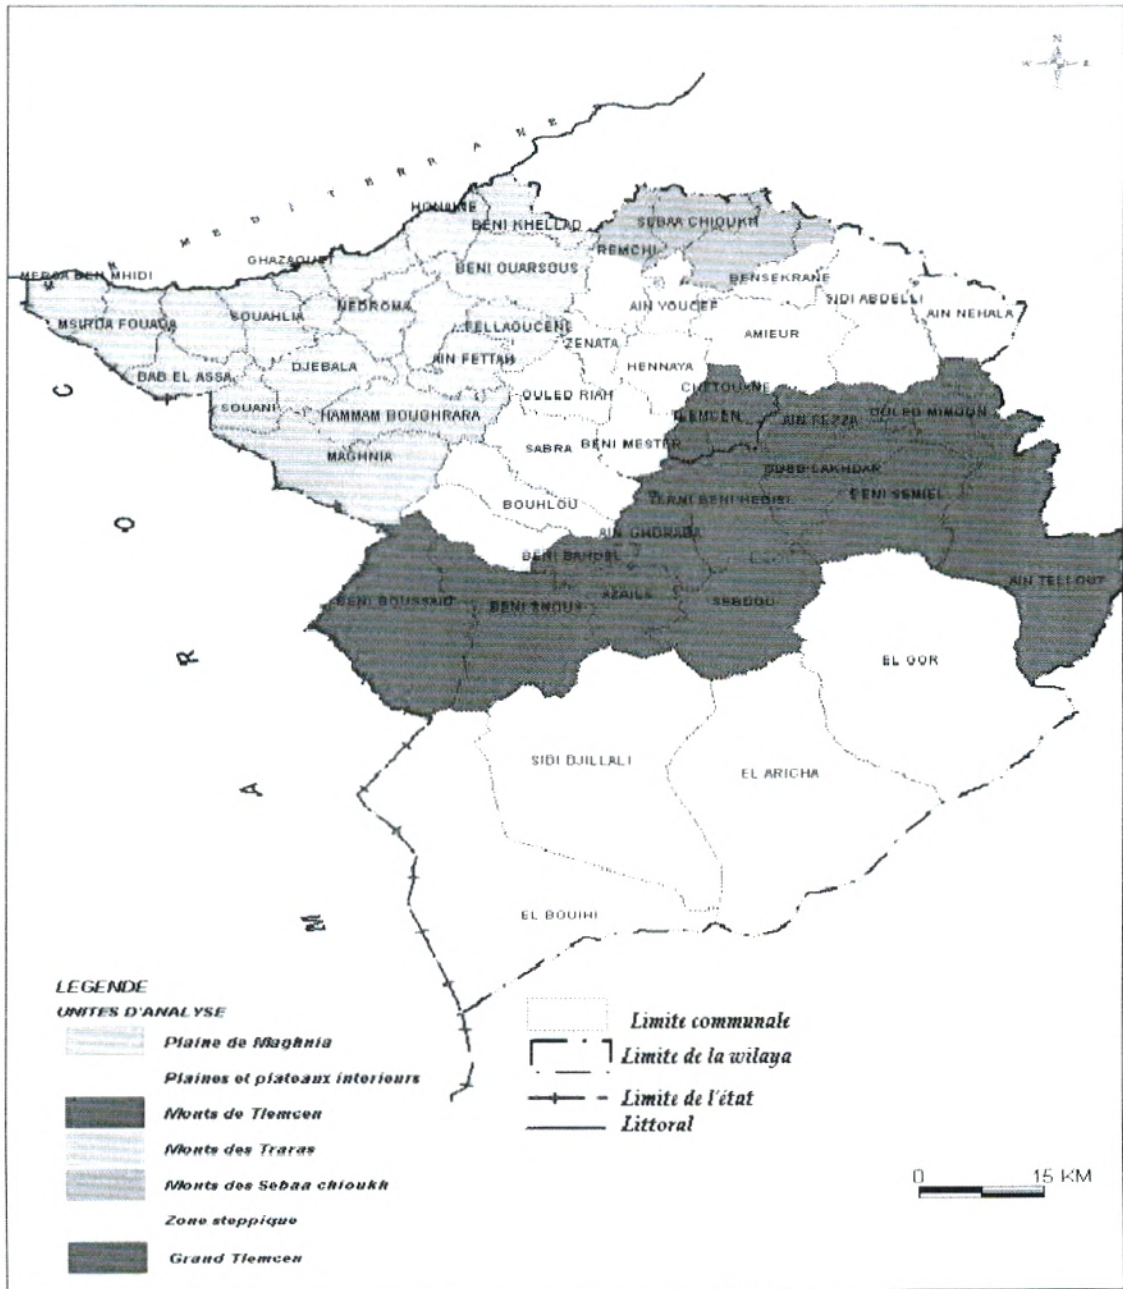 N
W E
S
MEDITERRANEE
HONAINE
BENI KHELLAD
SEBAA CHIOUKH
REMCHI
GHAZAOUET
BENI OUARSOUS
BENSEKRANE
MERSA BEN MHIDI
SIDI ABDELLI
NEDROMA
AIN YOUCEF
AIN NEHALA
MSIRDA FOUAGA
SOUAHLIA
FELLAOUCENE
AMIEUR
ZENATA
AIN FETTAH
DJEBALA
HENNAYA
BAB EL ASSA
CHETOUANE
OULED RIAH
SOUANI
HAMMAM BOUGHRARA
TLEMCEN
AIN FEZZA
OULED MIMOUN
SABRA
BENI MESTER
MAGHNIA
OUED LAKHDAR
BENI SEMIEL
TERNI BENI HEDIEL
BOUHLOU
AIN GHORABA
BENI BAHDEL
AIN TELLOUT
AZAILS
BENI BOUSSAID
BENI SNOUS
SEBDOU
EL GOR
SIDI DJILLALI
EL ARICHA
EL BOUIHI
MAROC
LEGENDE
UNITES D'ANALYSE
Plaine de Maghnia
Plaines et plateaux interieurs
Monts de Tlemcen
Monts des Traras
Monts des Sebaa chioukh
Zone steppique
Grand Tlemcen
Limite communale
Limite de la wilaya
Limite de l'état
Littoral
0 15 KM